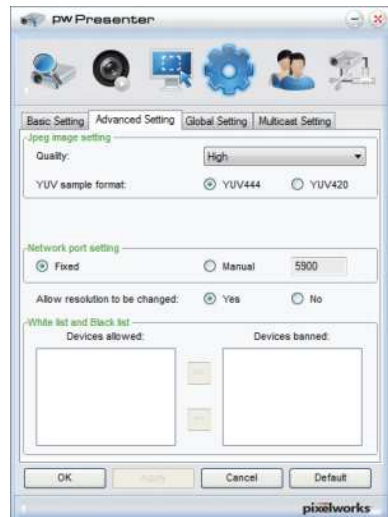 pwPresenter
Basic Setting Advanced Setting Global Setting Multicast Setting
Jpeg image setting
Quality: High
YUV sample format: YUV444 YUV420
Network port setting
Fixed Manual 5900
Allow resolution to be changed: Yes No
White list and Black list
Devices allowed: Devices banned:
OK Apply Cancel Default
pixelworks